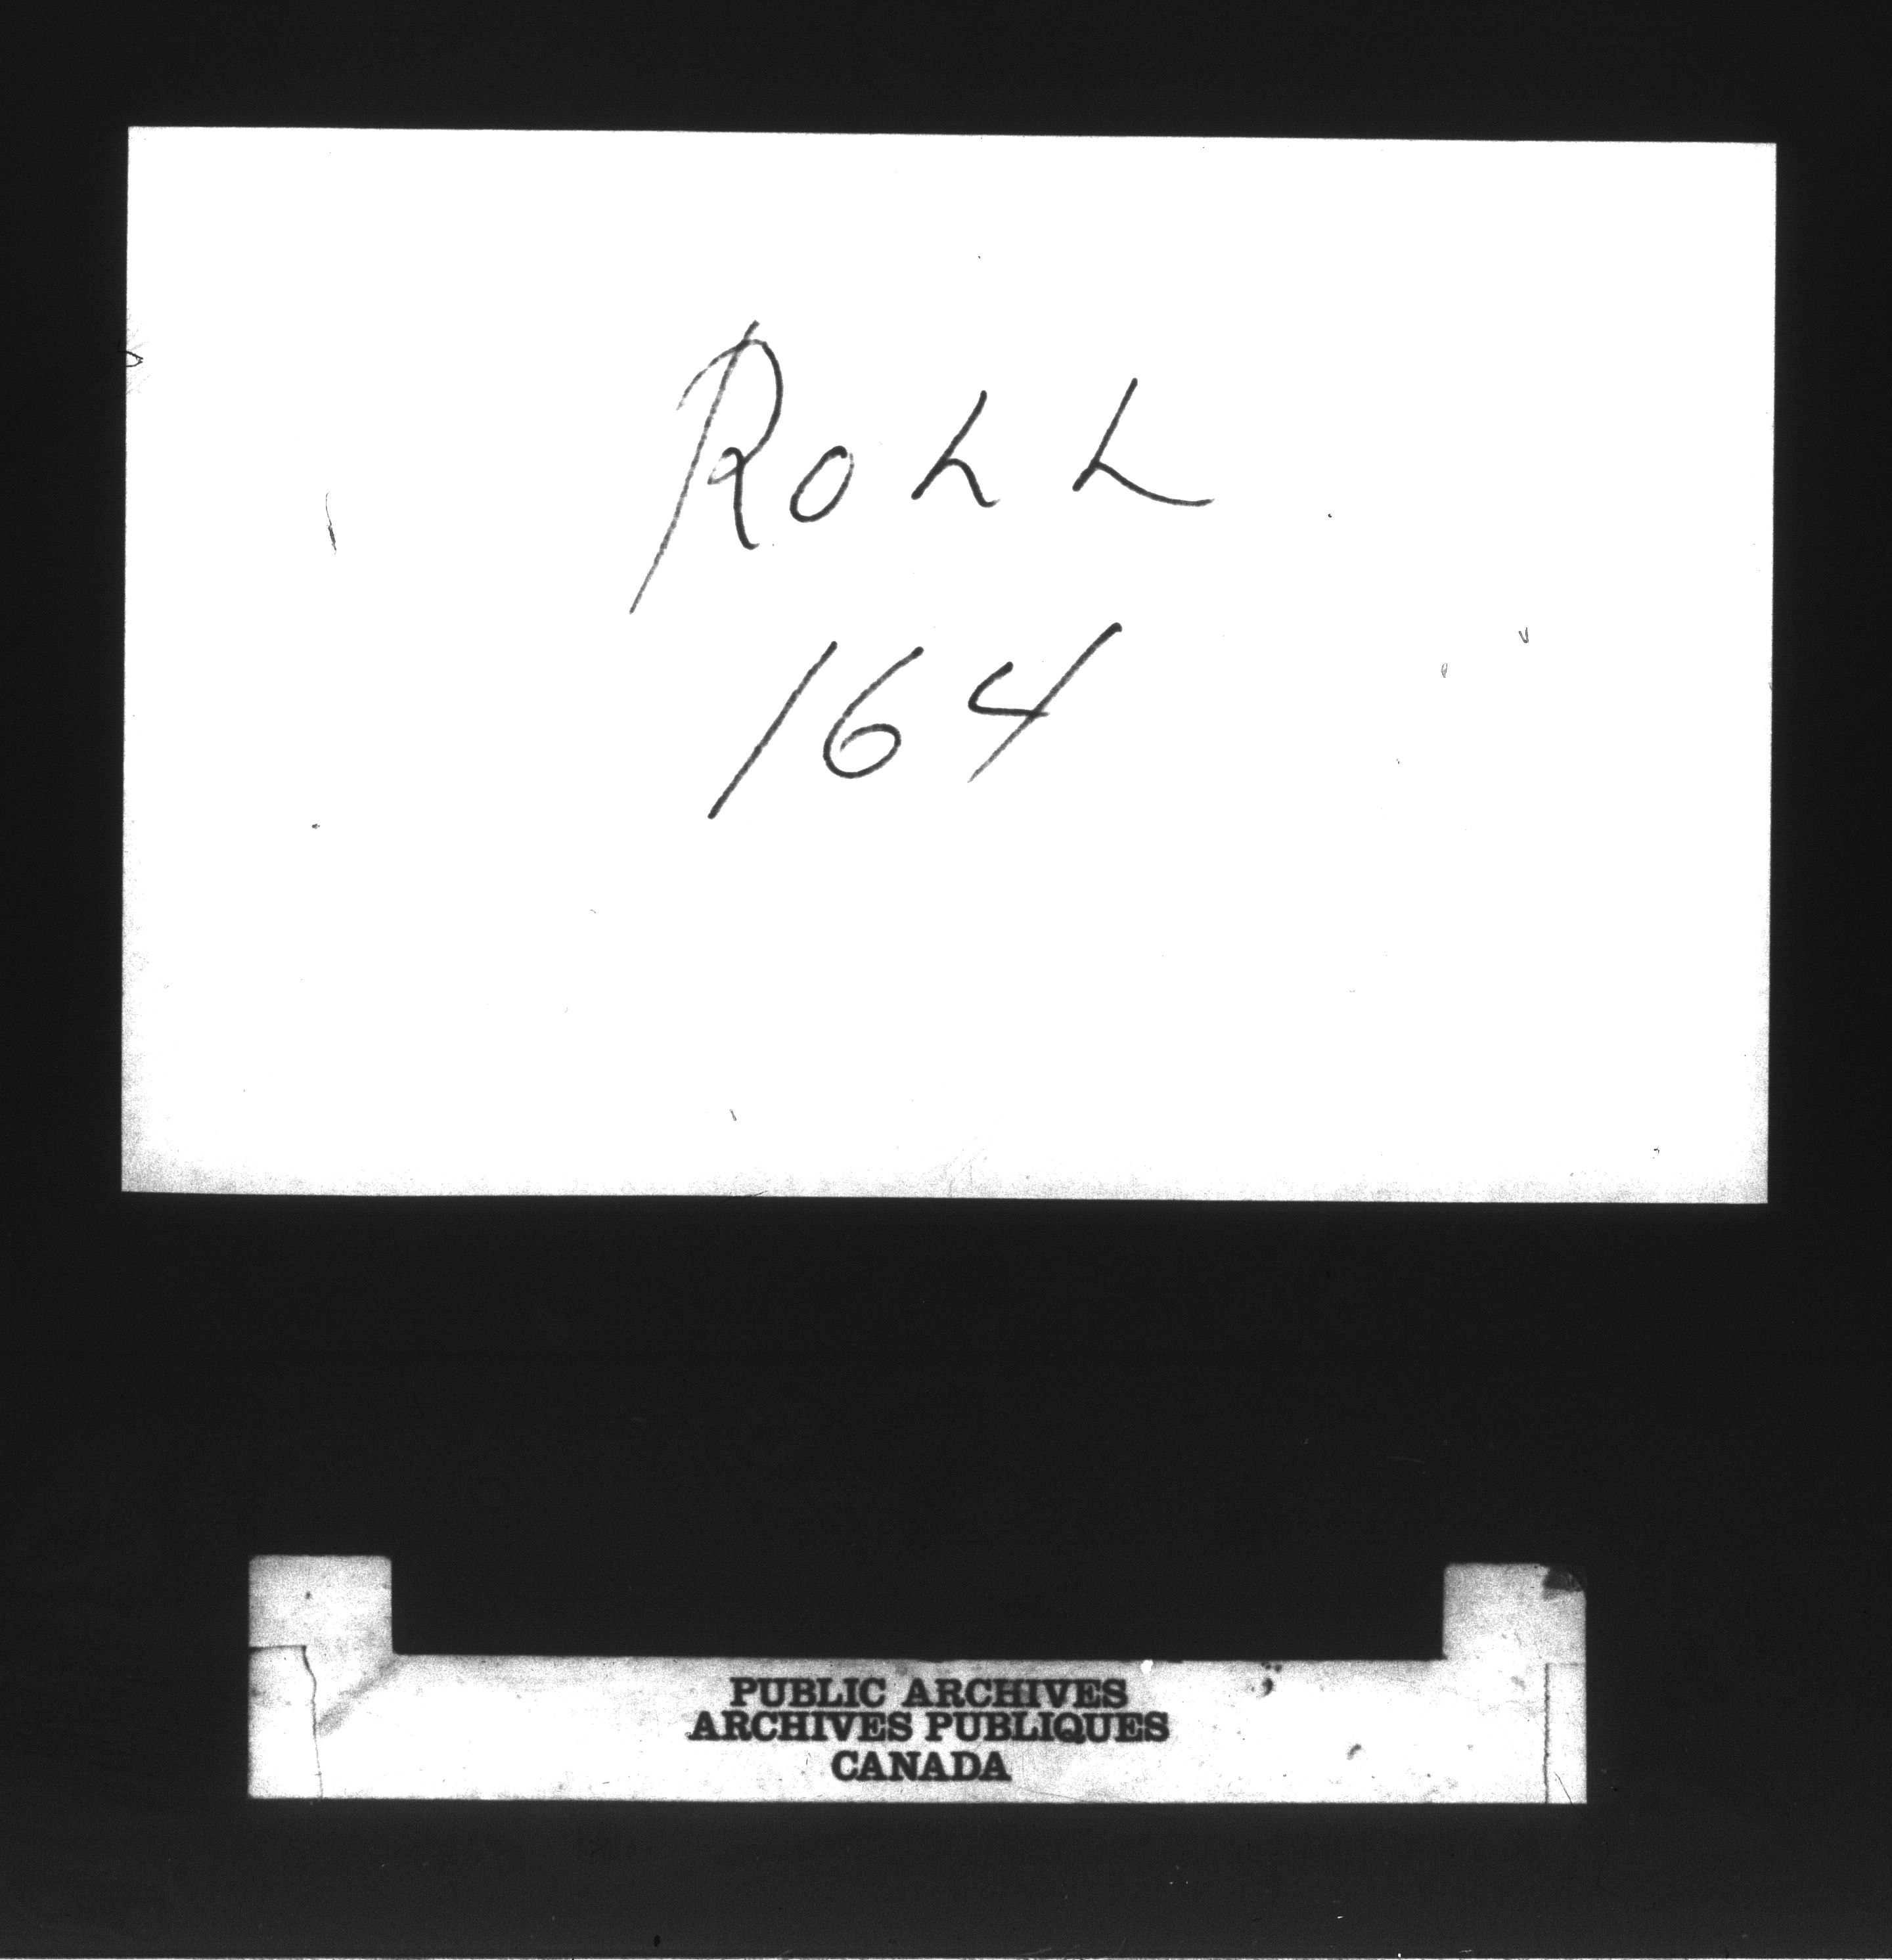 ROLL
164
PUBLIC ARCHIVES
ARCHIVES PUBLIQUES
CANADA